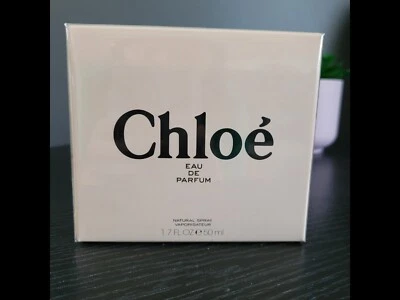 Chloé
EAU
DE
PARFUM
NATURAL SPRAY
VAPORISATEUR
1.7 FL OZ ℮ 50 ml